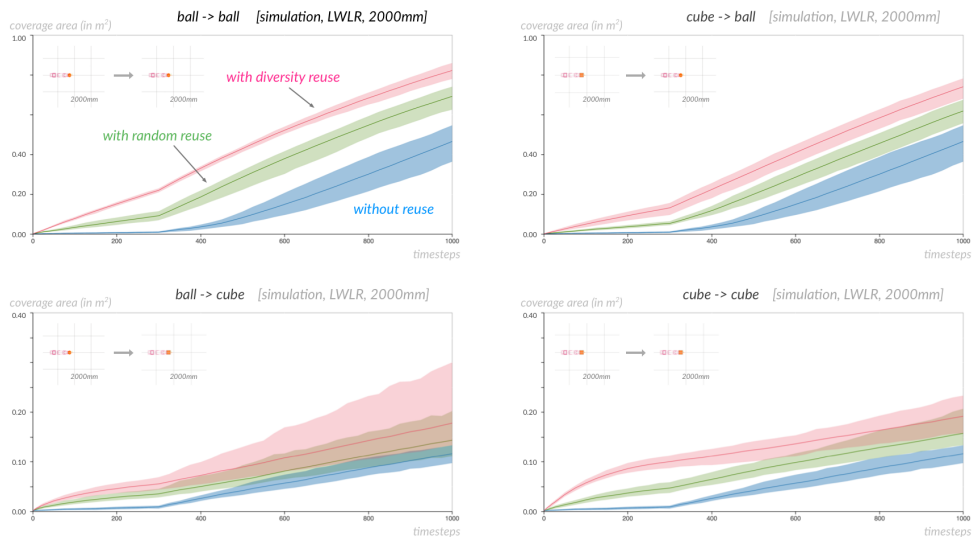 ball -> ball [simulation, LWLR, 2000mm]
coverage area (in m²)
1.00
with diversity reuse
2000mm
2000mm
with random reuse
0.40
0.20
without reuse
0.00
0
200
400
600
800
1000
timesteps
cube -> ball [simulation, LWLR, 2000mm]
coverage area (in m²)
1.00
2000mm
2000mm
0.40
0.20
0.00
0
200
400
600
800
1000
timesteps
ball -> cube [simulation, LWLR, 2000mm]
coverage area (in m²)
0.40
2000mm
2000mm
0.20
0.10
0.00
0
200
400
600
800
1000
timesteps
cube -> cube [simulation, LWLR, 2000mm]
coverage area (in m²)
0.40
2000mm
2000mm
0.20
0.10
0.00
0
200
400
600
800
1000
timesteps